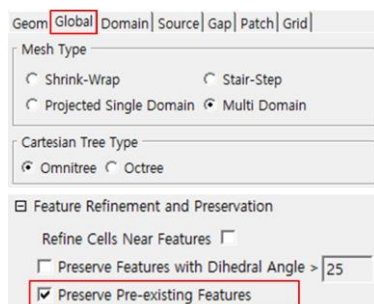 Geom Global Domain Source Gap Patch Grid
Mesh Type
Shrink-Wrap Stair-Step
Projected Single Domain Multi Domain
Cartesian Tree Type
Omnitree Octree
Feature Refinement and Preservation
Refine Cells Near Features
Preserve Features with Dihedral Angle > 25
Preserve Pre-existing Features